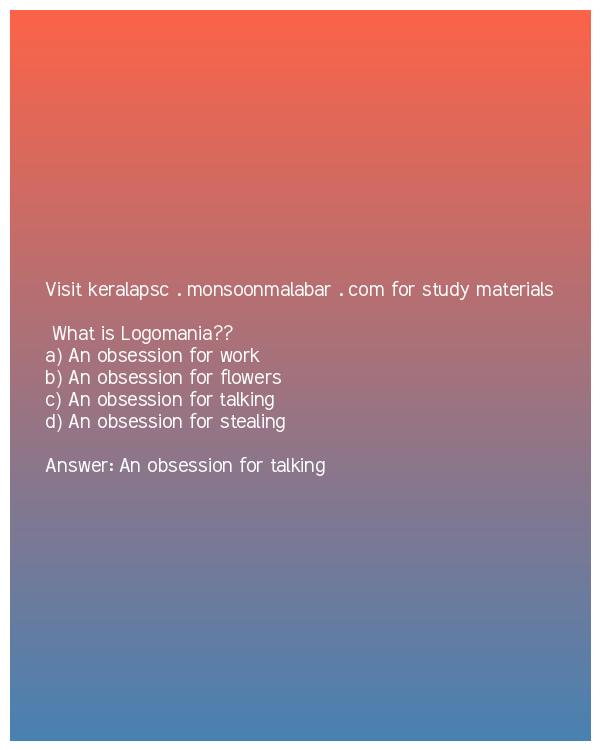 Visit keralapsc . monsoonmalabar . com for study materials
What is Logomania??
a) An obsession for work
b) An obsession for flowers
c) An obsession for talking
d) An obsession for stealing
Answer: An obsession for talking